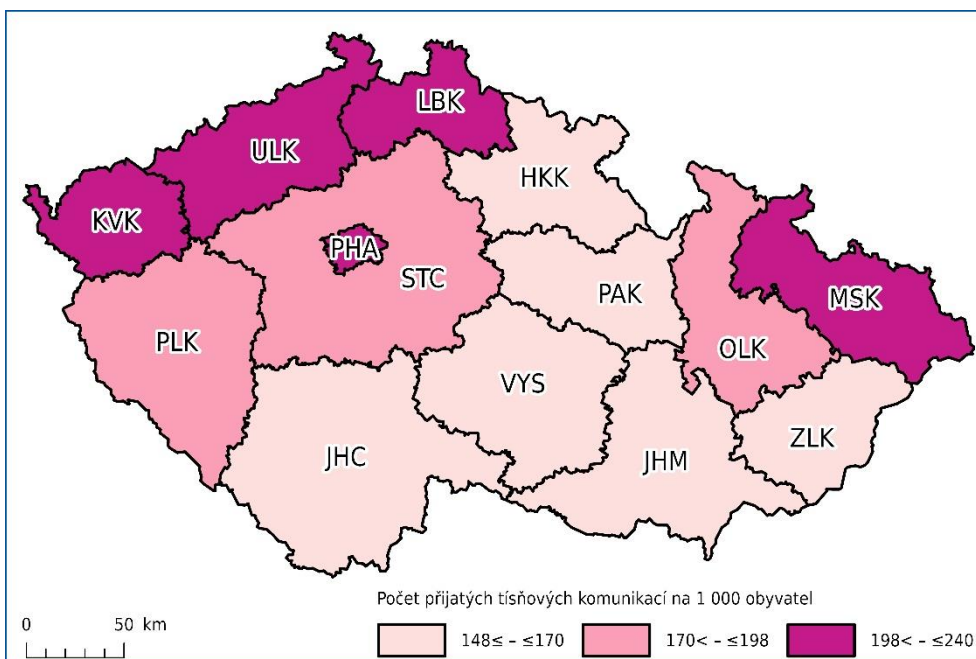 LBK
ULK
HKK
KVK
PHA
STC
PAK
MSK
PLK
OLK
VYS
ZLK
JHC
JHM
Počet přijatých tísňových komunikací na 1 000 obyvatel
0 50 km
148≤ – ≤170 170< – ≤198 198< – ≤240